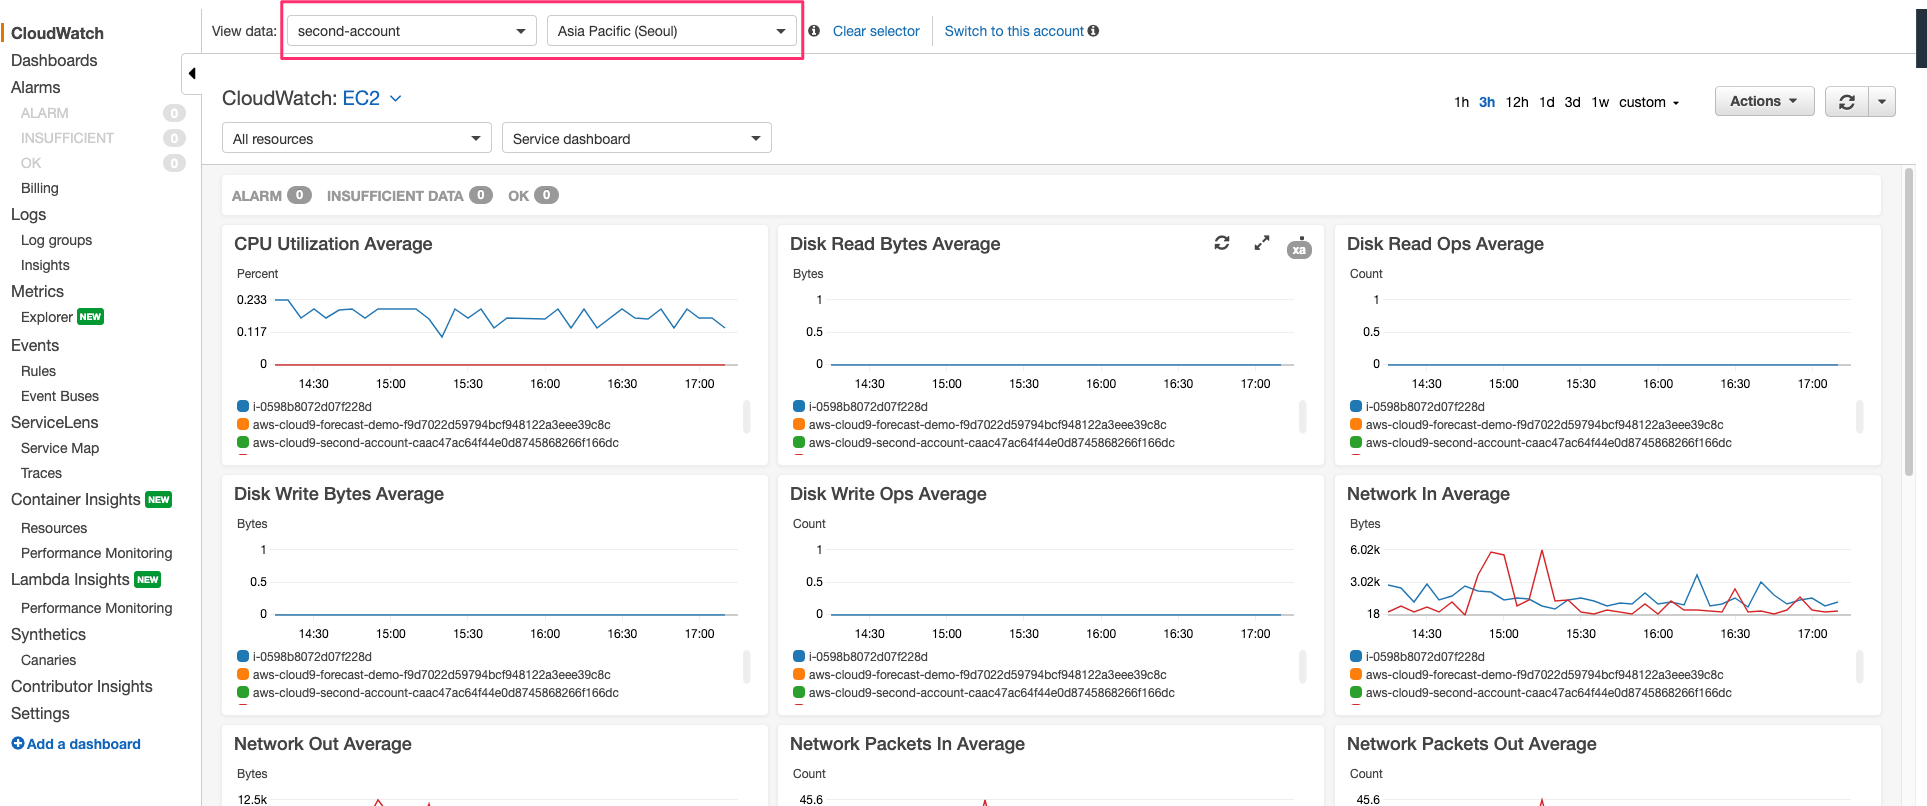 CloudWatch
Dashboards
Alarms
ALARM 0
INSUFFICIENT 0
OK 0
Billing
Logs
Log groups
Insights
Metrics
Explorer NEW
Events
Rules
Event Buses
ServiceLens
Service Map
Traces
Container Insights NEW
Resources
Performance Monitoring
Lambda Insights NEW
Performance Monitoring
Synthetics
Canaries
Contributor Insights
Settings
Add a dashboard
View data: second-account Asia Pacific (Seoul) Clear selector Switch to this account
CloudWatch: EC2
1h 3h 12h 1d 3d 1w custom Actions
All resources Service dashboard
ALARM 0 INSUFFICIENT DATA 0 OK 0
CPU Utilization Average
Percent
0.233
0.117
0
14:30 15:00 15:30 16:00 16:30 17:00
i-0598b8072d07f228d
aws-cloud9-forecast-demo-f9d7022d59794bcf948122a3eee39c8c
aws-cloud9-second-account-caac47ac64f44e0d8745868266f166dc
Disk Read Bytes Average
xa
Bytes
1
0.5
0
14:30 15:00 15:30 16:00 16:30 17:00
i-0598b8072d07f228d
aws-cloud9-forecast-demo-f9d7022d59794bcf948122a3eee39c8c
aws-cloud9-second-account-caac47ac64f44e0d8745868266f166dc
Disk Read Ops Average
Count
1
0.5
0
14:30 15:00 15:30 16:00 16:30 17:00
i-0598b8072d07f228d
aws-cloud9-forecast-demo-f9d7022d59794bcf948122a3eee39c8c
aws-cloud9-second-account-caac47ac64f44e0d8745868266f166dc
Disk Write Bytes Average
Bytes
1
0.5
0
14:30 15:00 15:30 16:00 16:30 17:00
i-0598b8072d07f228d
aws-cloud9-forecast-demo-f9d7022d59794bcf948122a3eee39c8c
aws-cloud9-second-account-caac47ac64f44e0d8745868266f166dc
Disk Write Ops Average
Count
1
0.5
0
14:30 15:00 15:30 16:00 16:30 17:00
i-0598b8072d07f228d
aws-cloud9-forecast-demo-f9d7022d59794bcf948122a3eee39c8c
aws-cloud9-second-account-caac47ac64f44e0d8745868266f166dc
Network In Average
Bytes
6.02k
3.02k
18
14:30 15:00 15:30 16:00 16:30 17:00
i-0598b8072d07f228d
aws-cloud9-forecast-demo-f9d7022d59794bcf948122a3eee39c8c
aws-cloud9-second-account-caac47ac64f44e0d8745868266f166dc
Network Out Average
Bytes
12.5k
Network Packets In Average
Count
45.6
Network Packets Out Average
Count
45.6